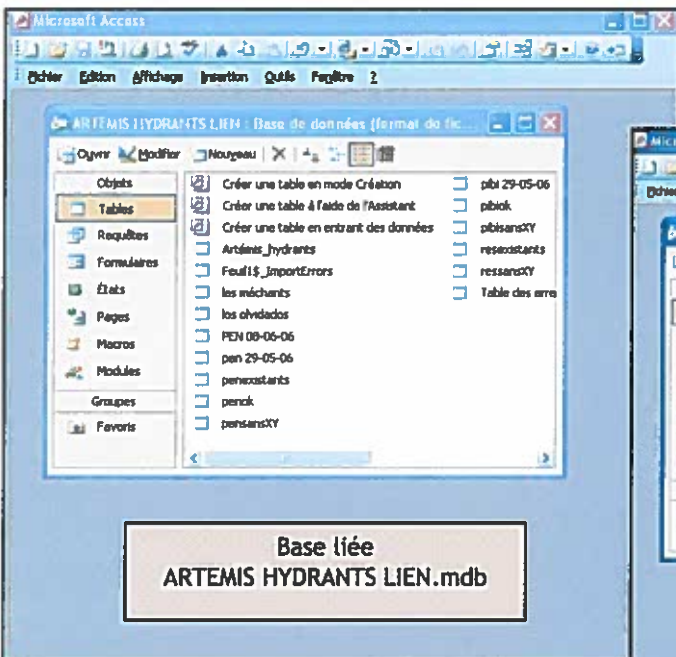 Microsoft Access
Fichier Edition Affichage Insertion Outils Fenêtre ?
ARTEMIS HYDRANTS LIEN : Base de données (format de fic...
Ouvrir Modifier Nouveau
Objets
Tables
Requêtes
Formulaires
États
Pages
Macros
Modules
Groupes
Favoris
Créer une table en mode Création
Créer une table à l'aide de l'Assistant
Créer une table en entrant des données
Artémis_hydrants
Feuil1$_ImportErrors
les méchants
los olvidados
PEN 08-06-06
pen 29-05-06
penexistants
penok
pensansXY
pibi 29-05-06
pibiok
pibisansXY
resexistants
ressansXY
Table des erre
Base liée
ARTEMIS HYDRANTS LIEN.mdb